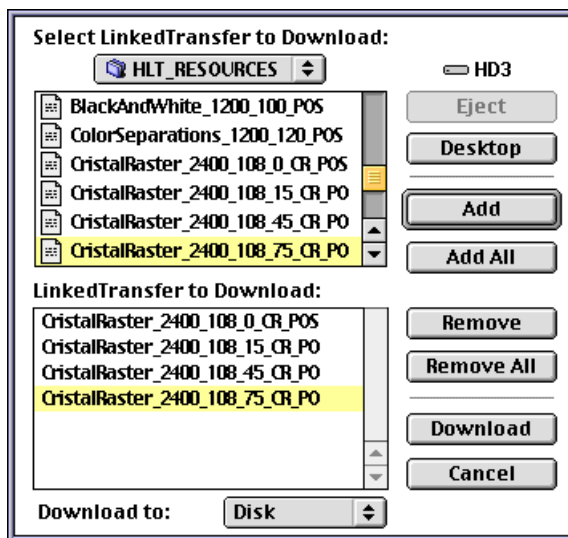 Select LinkedTransfer to Download:
HLT_RESOURCES
HD3
BlackAndWhite_1200_100_POS
Eject
ColorSeparations_1200_120_POS
Desktop
CristalRaster_2400_108_0_CR_POS
CristalRaster_2400_108_15_CR_PO
Add
CristalRaster_2400_108_45_CR_PO
CristalRaster_2400_108_75_CR_PO
Add All
LinkedTransfer to Download:
CristalRaster_2400_108_0_CR_POS
Remove
CristalRaster_2400_108_15_CR_PO
CristalRaster_2400_108_45_CR_PO
Remove All
CristalRaster_2400_108_75_CR_PO
Download
Cancel
Download to:
Disk